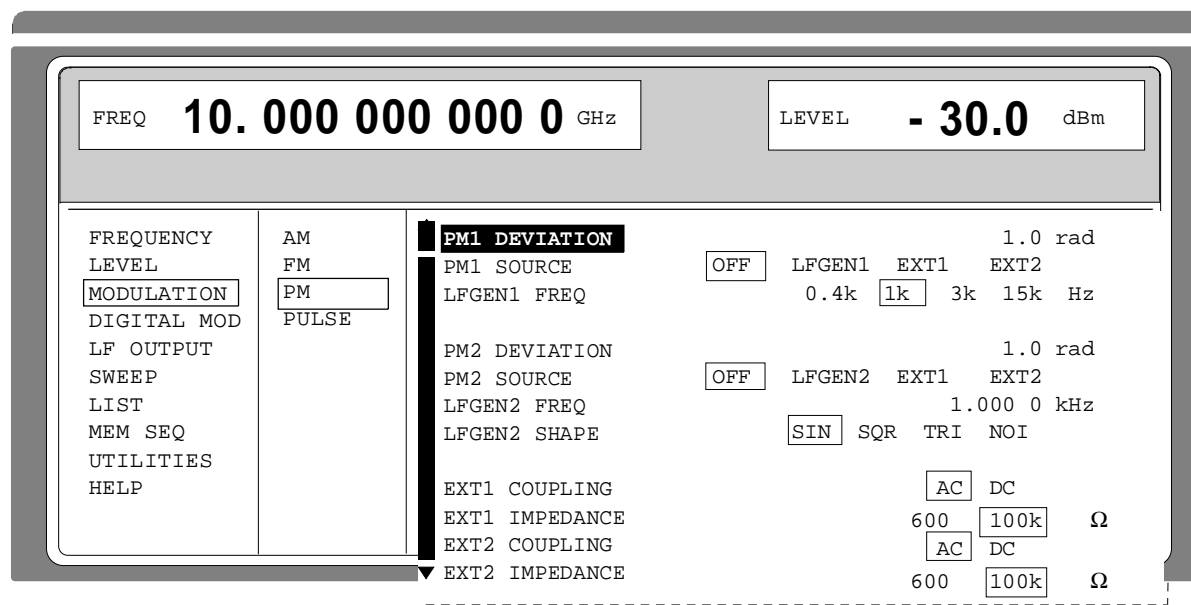 FREQ 10. 000 000 000 0 GHz LEVEL - 30.0 dBm
FREQUENCY
LEVEL
MODULATION
DIGITAL MOD
LF OUTPUT
SWEEP
LIST
MEM SEQ
UTILITIES
HELP
AM
FM
PM
PULSE
PM1 DEVIATION 1.0 rad
PM1 SOURCE OFF LFGEN1 EXT1 EXT2
LFGEN1 FREQ 0.4k 1k 3k 15k Hz
PM2 DEVIATION 1.0 rad
PM2 SOURCE OFF LFGEN2 EXT1 EXT2
LFGEN2 FREQ 1.000 0 kHz
LFGEN2 SHAPE SIN SQR TRI NOI
EXT1 COUPLING AC DC
EXT1 IMPEDANCE 600 100k Ω
EXT2 COUPLING AC DC
EXT2 IMPEDANCE 600 100k Ω